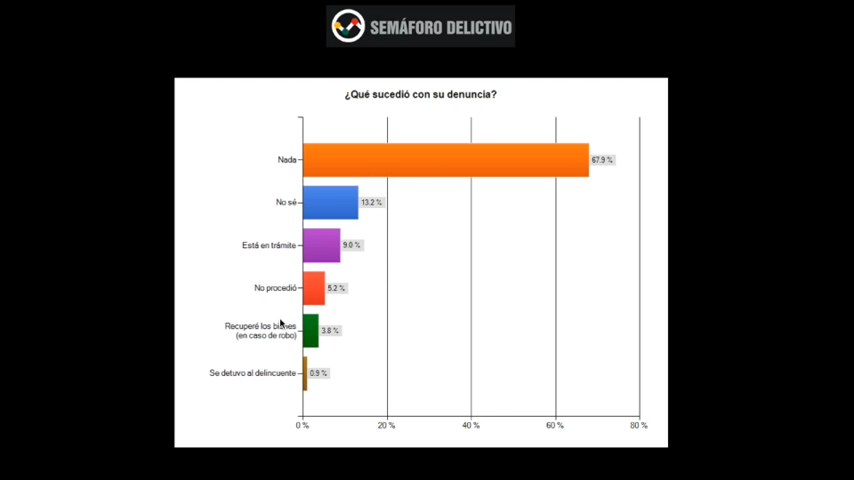 SEMÁFORO DELICTIVO
¿Qué sucedió con su denuncia?
Nada
67.9 %
No sé
13.2 %
Está en trámite
9.0 %
No procedió
5.2 %
Recuperé los bienes
(en caso de robo)
3.8 %
Se detuvo al delincuente
0.9 %
0 %
20 %
40 %
60 %
80 %